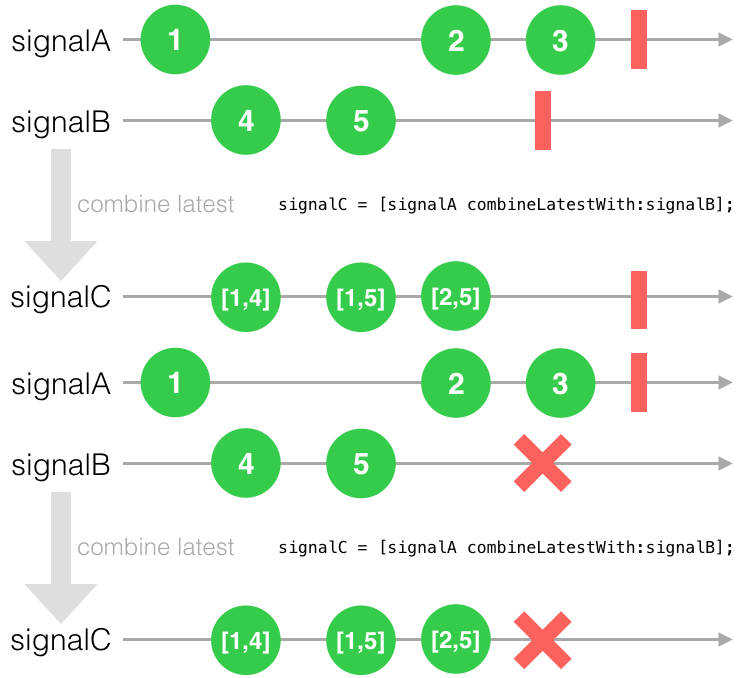 signalA 1 2 3
signalB 4 5
combine latest signalC = [signalA combineLatestWith:signalB];
signalC [1,4] [1,5] [2,5]
signalA 1 2 3
signalB 4 5
combine latest signalC = [signalA combineLatestWith:signalB];
signalC [1,4] [1,5] [2,5]